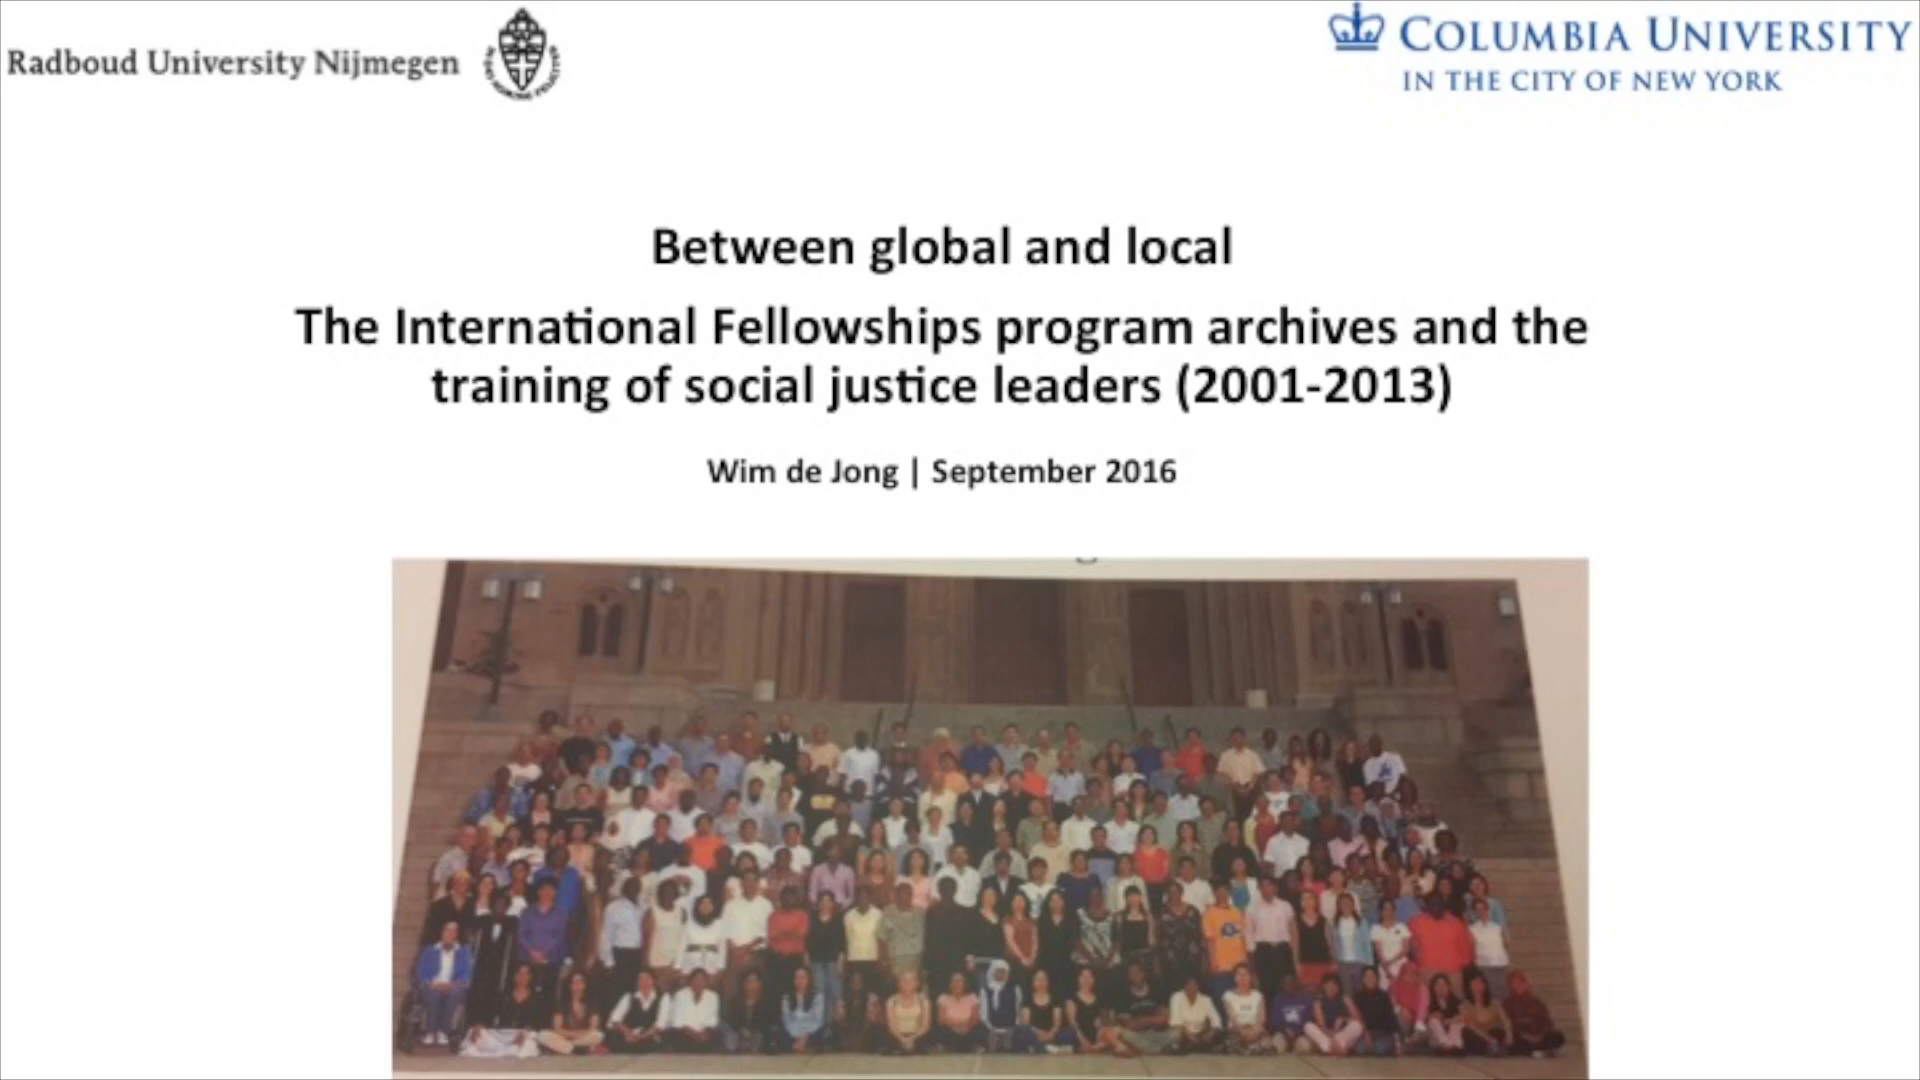 Radboud University Nijmegen
COLUMBIA UNIVERSITY
IN THE CITY OF NEW YORK
Between global and local
The International Fellowships program archives and the
training of social justice leaders (2001-2013)
Wim de Jong | September 2016